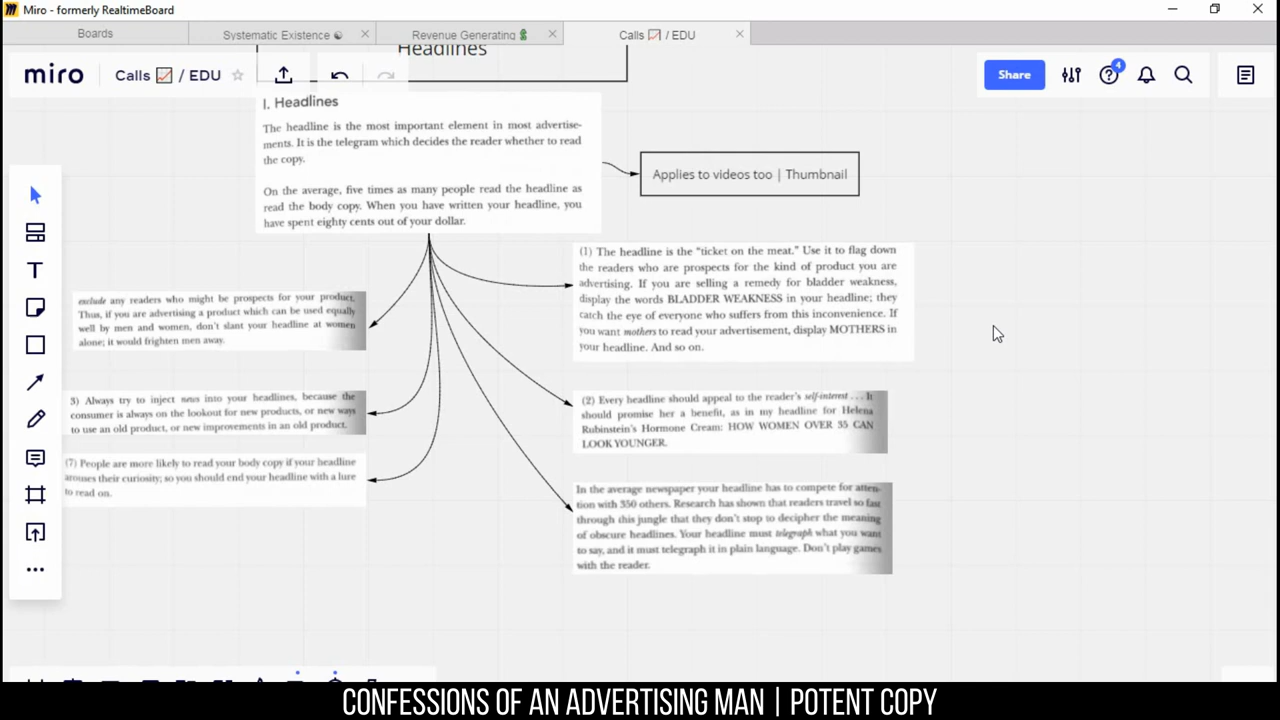 Miro - formerly RealtimeBoard
Boards
Systematic Existence
Revenue Generating
Calls 📈 / EDU
Headlines
miro
Calls 📈 / EDU
Share
4
I. Headlines
The headline is the most important element in most advertise-
ments. It is the telegram which decides the reader whether to read
the copy.
On the average, five times as many people read the headline as
read the body copy. When you have written your headline, you
have spent eighty cents out of your dollar.
Applies to videos too | Thumbnail
(1) The headline is the “ticket on the meat.” Use it to flag down
the readers who are prospects for the kind of product you are
advertising. If you are selling a remedy for bladder weakness,
display the words BLADDER WEAKNESS in your headline; they
catch the eye of everyone who suffers from this inconvenience. If
you want mothers to read your advertisement, display MOTHERS in
your headline. And so on.
exclude any readers who might be prospects for your product.
Thus, if you are advertising a product which can be used equally
well by men and women, don't slant your headline at women
alone; it would frighten men away.
3) Always try to inject news into your headlines, because the
consumer is always on the lookout for new products, or new ways
to use an old product, or new improvements in an old product.
(2) Every headline should appeal to the reader's self-interest . . . It
should promise her a benefit, as in my headline for Helena
Rubinstein's Hormone Cream: HOW WOMEN OVER 35 CAN
LOOK YOUNGER.
(7) People are more likely to read your body copy if your headline
arouses their curiosity; so you should end your headline with a lure
to read on.
In the average newspaper your headline has to compete for atten-
tion with 350 others. Research has shown that readers travel so fast
through this jungle that they don't stop to decipher the meaning
of obscure headlines. Your headline must telegraph what you want
to say, and it must telegraph it in plain language. Don't play games
with the reader.
CONFESSIONS OF AN ADVERTISING MAN | POTENT COPY